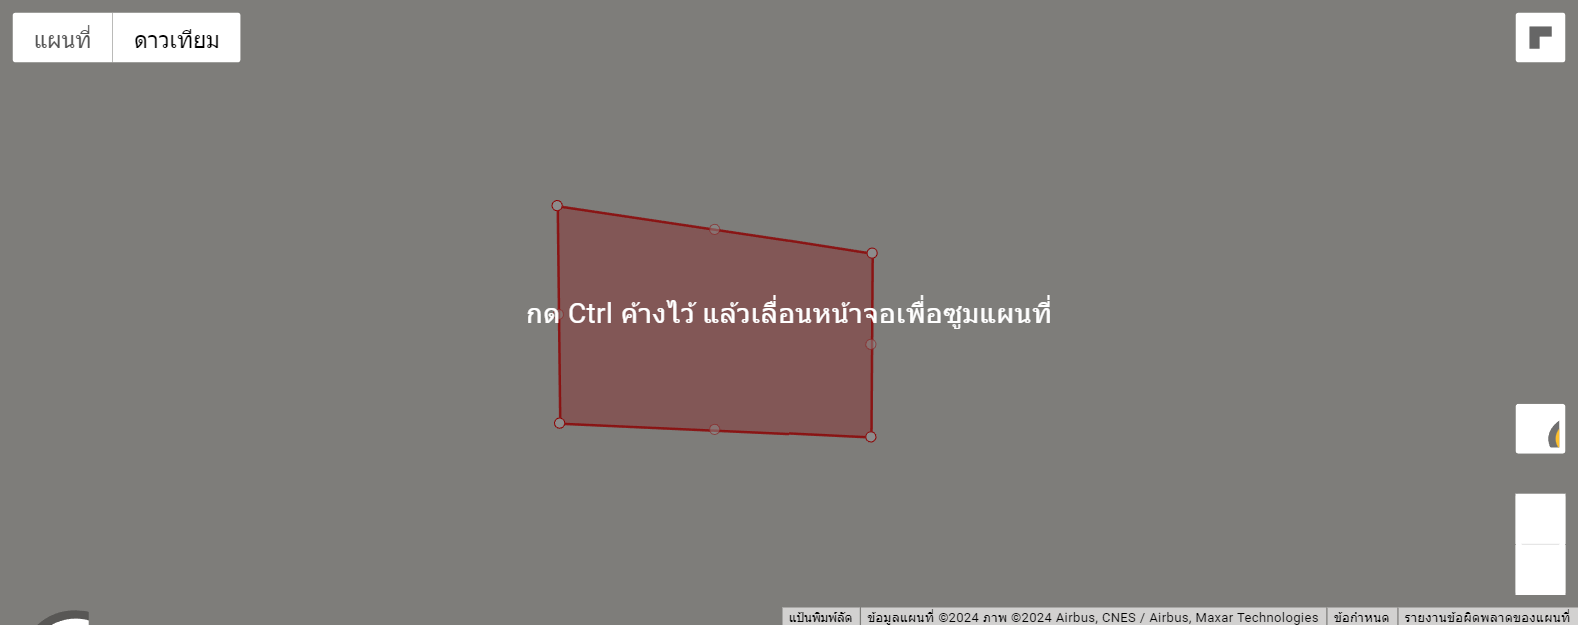 แผนที่
ดาวเทียม
กด Ctrl ค้างไว้ แล้วเลื่อนหน้าจอเพื่อซูมแผนที่
แป้นพิมพ์ลัด
ข้อมูลแผนที่ ©2024 ภาพ ©2024 Airbus, CNES / Airbus, Maxar Technologies
ข้อกำหนด
รายงานข้อผิดพลาดของแผนที่